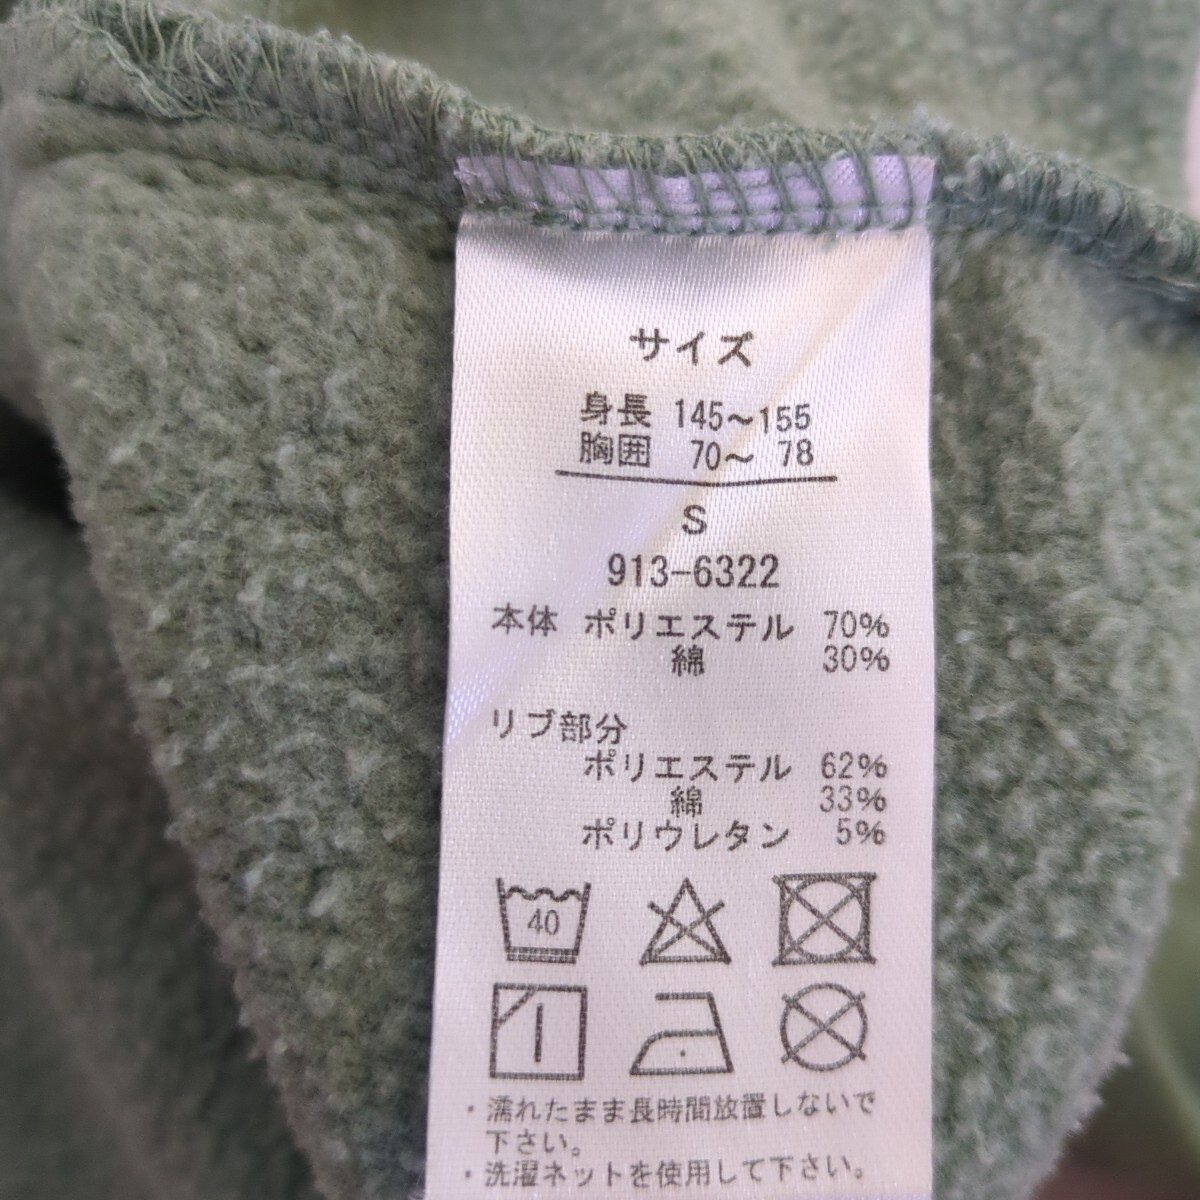 サイズ
身長 145～155
胸囲 70～ 78
S
913-6322
本体 ポリエステル 70%
綿 30%
リブ部分
ポリエステル 62%
綿 33%
ポリウレタン 5%
40
・濡れたまま長時間放置しないで
下さい。
・洗濯ネットを使用して下さい。